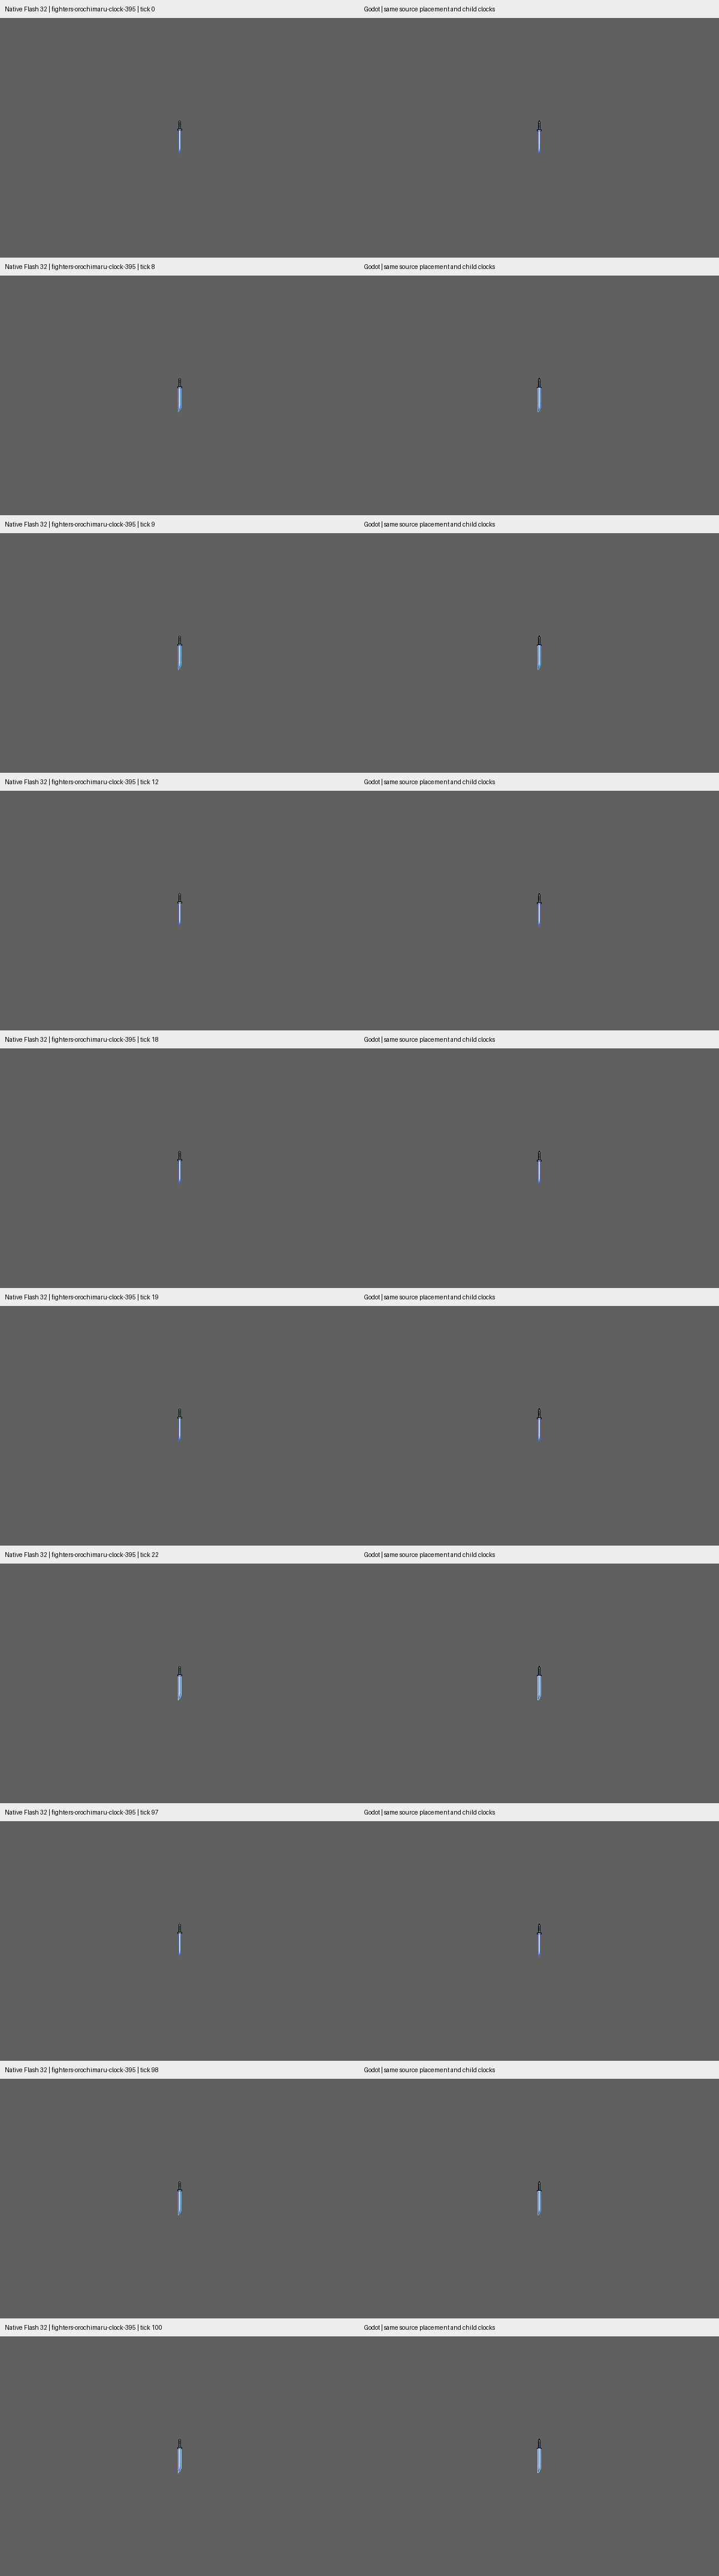 Native Flash 32 | fighters-orochimaru-clock-395 | tick 0
Godot | same source placement and child clocks
Native Flash 32 | fighters-orochimaru-clock-395 | tick 8
Godot | same source placement and child clocks
Native Flash 32 | fighters-orochimaru-clock-395 | tick 9
Godot | same source placement and child clocks
Native Flash 32 | fighters-orochimaru-clock-395 | tick 12
Godot | same source placement and child clocks
Native Flash 32 | fighters-orochimaru-clock-395 | tick 18
Godot | same source placement and child clocks
Native Flash 32 | fighters-orochimaru-clock-395 | tick 19
Godot | same source placement and child clocks
Native Flash 32 | fighters-orochimaru-clock-395 | tick 22
Godot | same source placement and child clocks
Native Flash 32 | fighters-orochimaru-clock-395 | tick 97
Godot | same source placement and child clocks
Native Flash 32 | fighters-orochimaru-clock-395 | tick 98
Godot | same source placement and child clocks
Native Flash 32 | fighters-orochimaru-clock-395 | tick 100
Godot | same source placement and child clocks